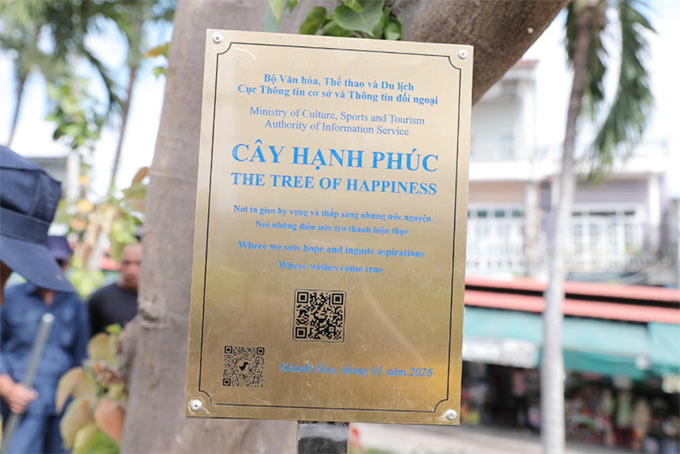 Bộ Văn hóa, Thể thao và Du lịch
Cục Thông tin cơ sở và Thông tin đối ngoại
Ministry of Culture, Sports and Tourism
Authority of Information Service
CÂY HẠNH PHÚC
THE TREE OF HAPPINESS
Nơi ta gieo hy vọng và thắp sáng những ước nguyện
Nơi những điều ước trở thành hiện thực
Where we sow hope and ingnite aspirations
Where wishes come true
Khánh Hòa, tháng 01 năm 2026